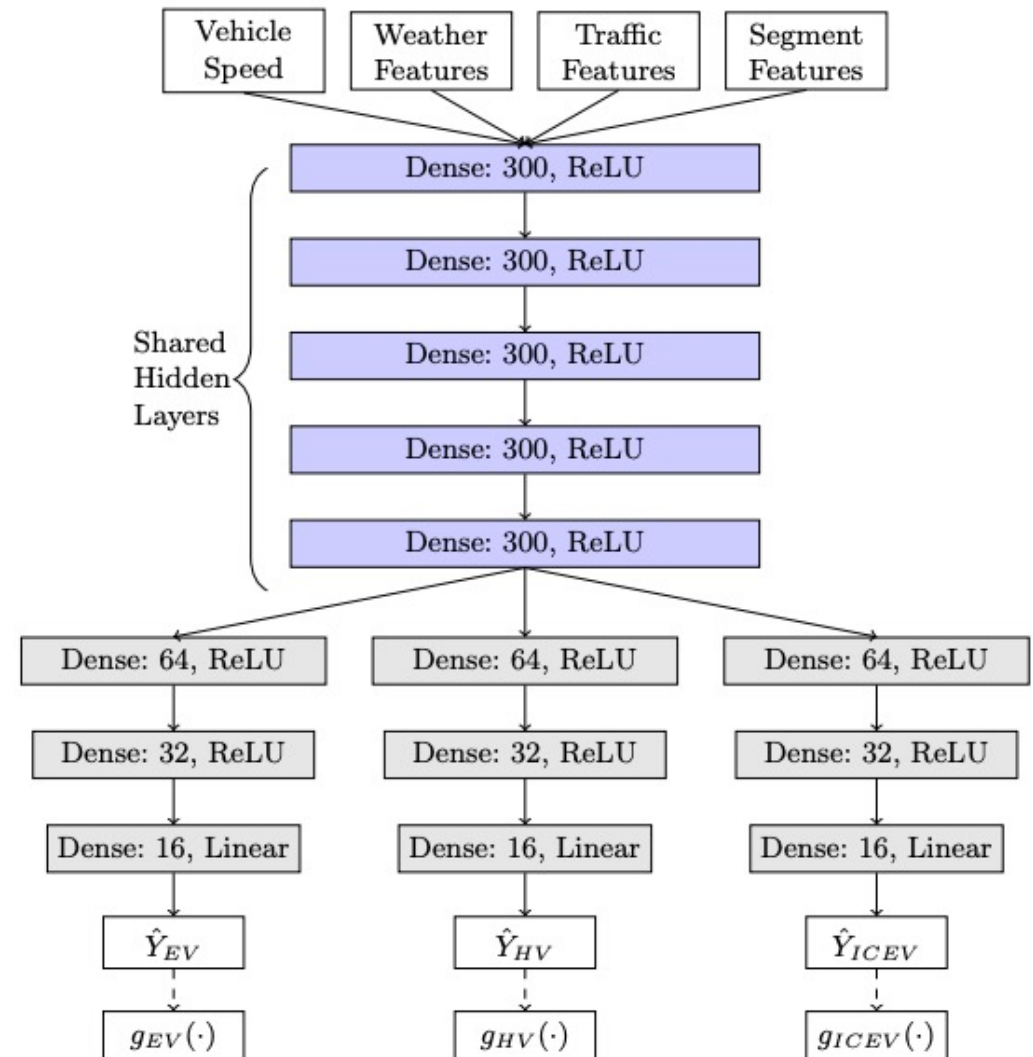 Vehicle
Speed
Weather
Features
Traffic
Features
Segment
Features
Dense: 300, ReLU
Dense: 300, ReLU
Dense: 300, ReLU
Dense: 300, ReLU
Dense: 300, ReLU
Shared
Hidden
Layers
Dense: 64, ReLU
Dense: 64, ReLU
Dense: 64, ReLU
Dense: 32, ReLU
Dense: 32, ReLU
Dense: 32, ReLU
Dense: 16, Linear
Dense: 16, Linear
Dense: 16, Linear
Ŷ_EV
Ŷ_HV
Ŷ_ICEV
g_EV(·)
g_HV(·)
g_ICEV(·)